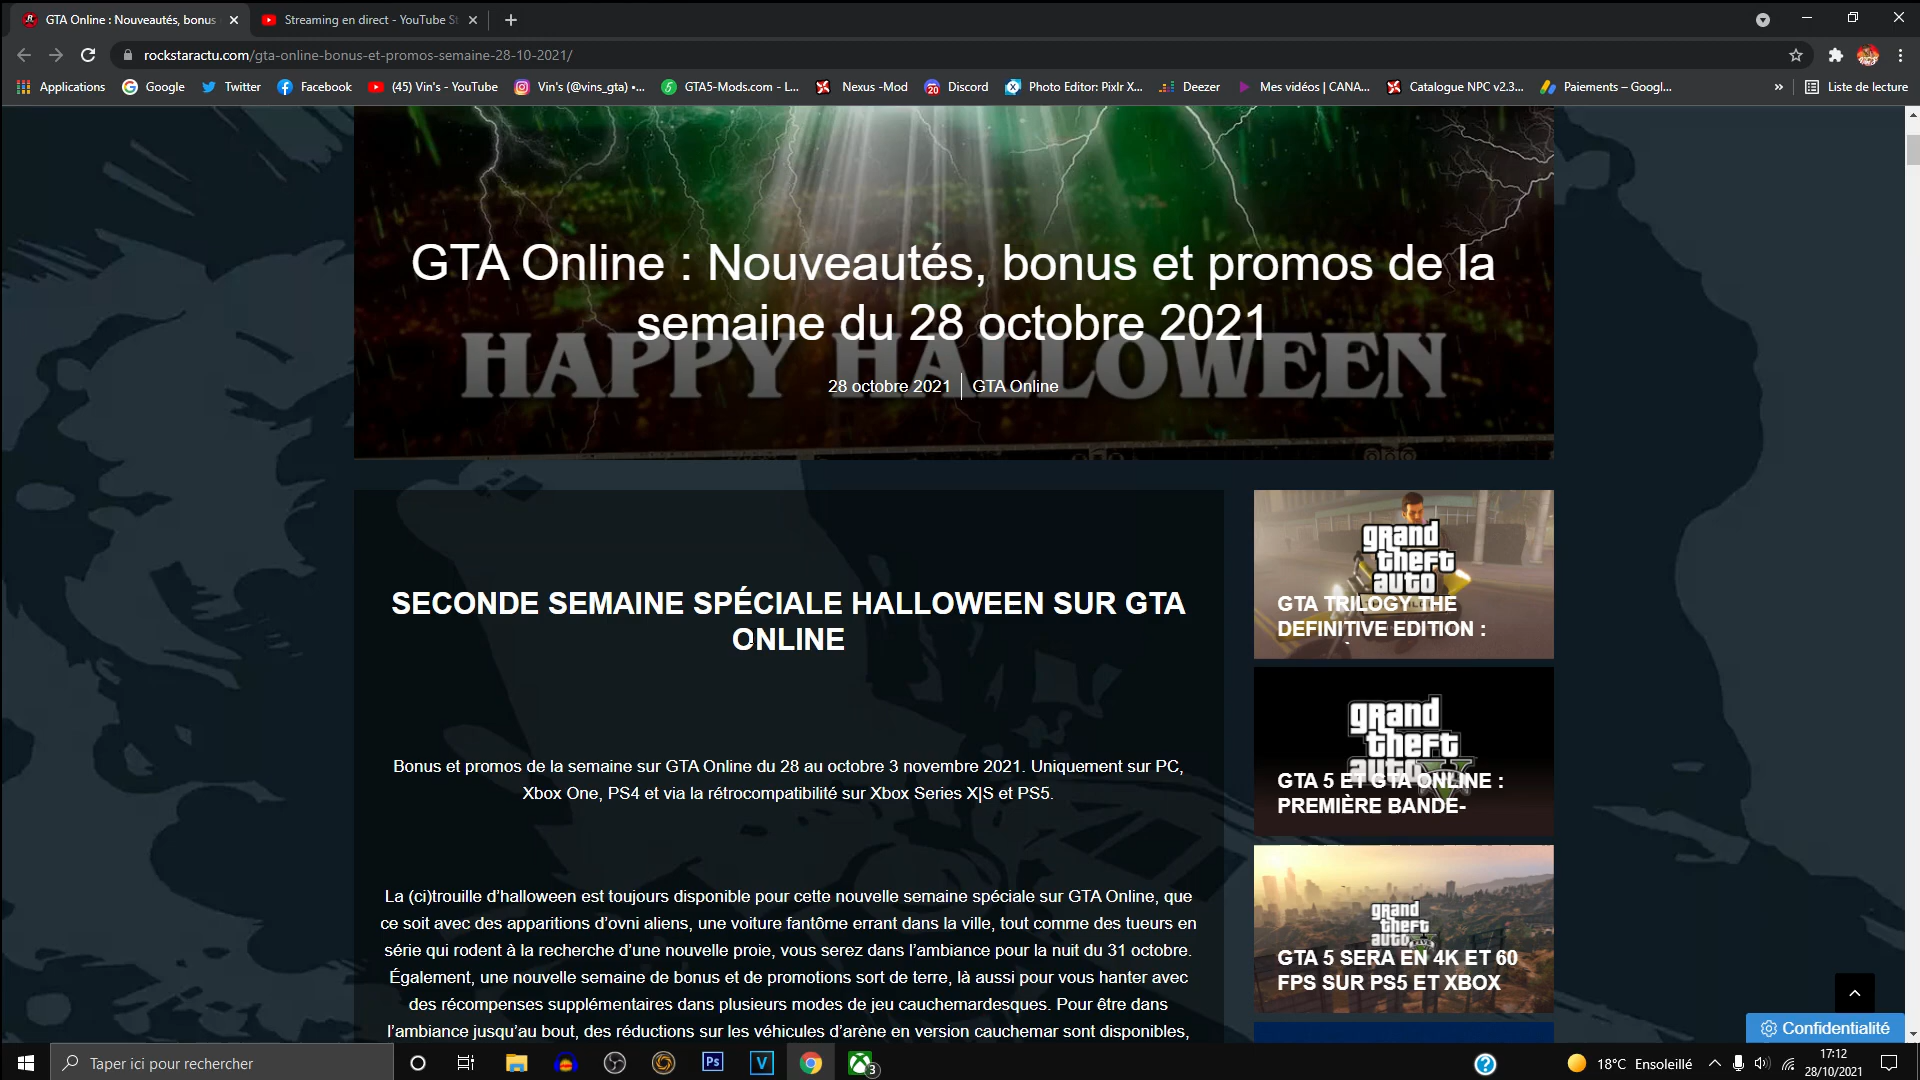 GTA Online : Nouveautés, bonus
Streaming en direct - YouTube St
rockstaractu.com/gta-online-bonus-et-promos-semaine-28-10-2021/
Applications
Google
Twitter
Facebook
(45) Vin's - YouTube
Vin's (@vins_gta) •...
GTA5-Mods.com - L...
Nexus -Mod
20
Discord
Photo Editor: Pixlr X...
Deezer
Mes vidéos | CANA...
Catalogue NPC v2.3...
Paiements – Googl...
»
Liste de lecture
GTA Online : Nouveautés, bonus et promos de la
semaine du 28 octobre 2021
HAPPY HALLOWEEN
28 octobre 2021
GTA Online
SECONDE SEMAINE SPÉCIALE HALLOWEEN SUR GTA
ONLINE
Bonus et promos de la semaine sur GTA Online du 28 au octobre 3 novembre 2021. Uniquement sur PC,
Xbox One, PS4 et via la rétrocompatibilité sur Xbox Series X|S et PS5.
La (ci)trouille d’halloween est toujours disponible pour cette nouvelle semaine spéciale sur GTA Online, que
ce soit avec des apparitions d’ovni aliens, une voiture fantôme errant dans la ville, tout comme des tueurs en
série qui rodent à la recherche d’une nouvelle proie, vous serez dans l’ambiance pour la nuit du 31 octobre.
Également, une nouvelle semaine de bonus et de promotions sort de terre, là aussi pour vous hanter avec
des récompenses supplémentaires dans plusieurs modes de jeu cauchemardesques. Pour être dans
l’ambiance jusqu’au bout, des réductions sur les véhicules d’arène en version cauchemar sont disponibles,
grand
theft
auto
GTA TRILOGY THE
DEFINITIVE EDITION :
grand
theft
auto
V
GTA 5 ET GTA ONLINE :
PREMIÈRE BANDE-
grand
theft
auto
V
GTA 5 SERA EN 4K ET 60
FPS SUR PS5 ET XBOX
Confidentialité
Taper ici pour rechercher
Ps
V
3
?
18°C Ensoleillé
17:12
28/10/2021